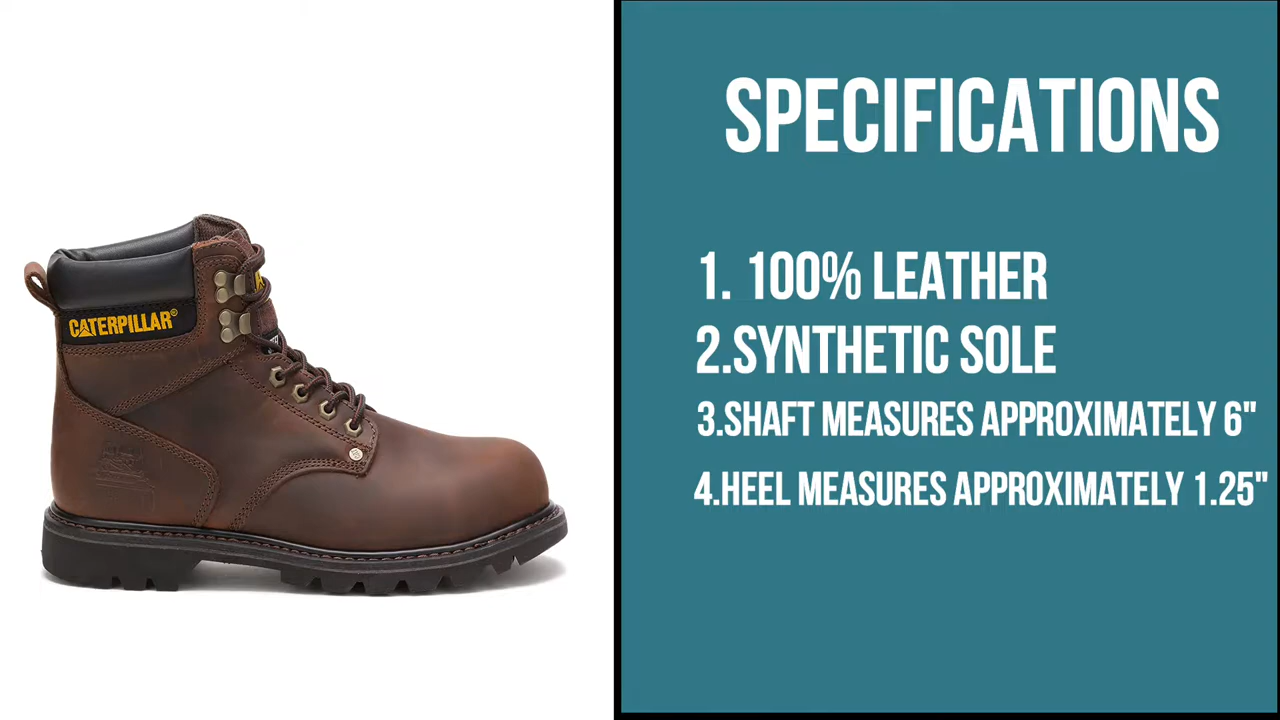 CATERPILLAR®
SPECIFICATIONS
1. 100% LEATHER
2.SYNTHETIC SOLE
3.SHAFT MEASURES APPROXIMATELY 6"
4.HEEL MEASURES APPROXIMATELY 1.25"